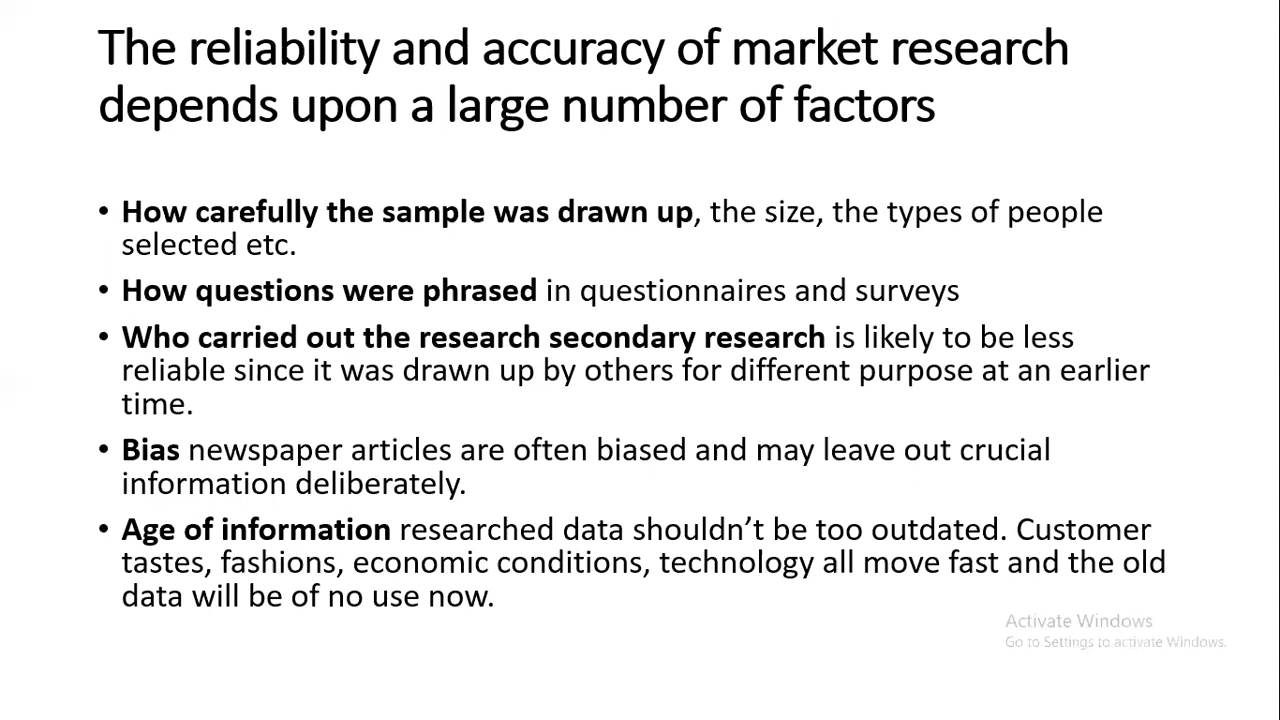 The reliability and accuracy of market research
depends upon a large number of factors
• How carefully the sample was drawn up, the size, the types of people
selected etc.
• How questions were phrased in questionnaires and surveys
• Who carried out the research secondary research is likely to be less
reliable since it was drawn up by others for different purpose at an earlier
time.
• Bias newspaper articles are often biased and may leave out crucial
information deliberately.
• Age of information researched data shouldn’t be too outdated. Customer
tastes, fashions, economic conditions, technology all move fast and the old
data will be of no use now.
Activate Windows
Go to Settings to activate Windows.